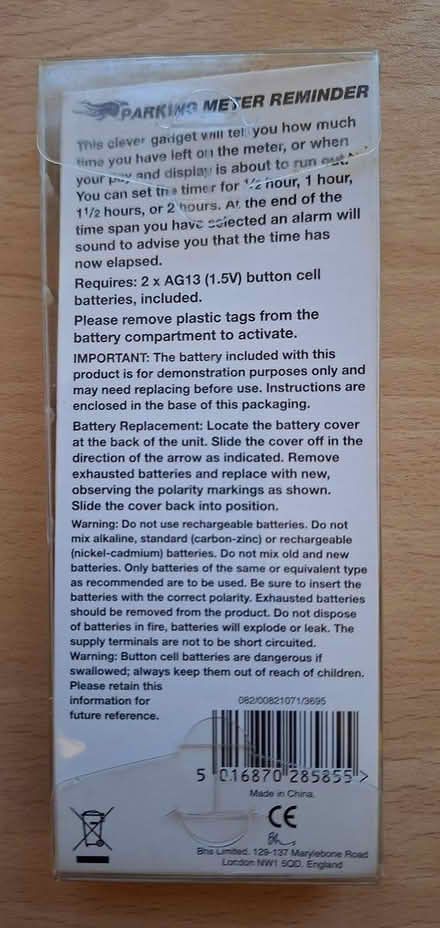 PARKING METER REMINDER
This clever gadget will tell you how much
time you have left on the meter, or when
your pay and display is about to run out!
You can set the timer for 1/2 hour, 1 hour,
11/2 hours, or 2 hours. At the end of the
time span you have selected an alarm will
sound to advise you that the time has
now elapsed.
Requires: 2 x AG13 (1.5V) button cell
batteries, included.
Please remove plastic tags from the
battery compartment to activate.
IMPORTANT: The battery included with this
product is for demonstration purposes only and
may need replacing before use. Instructions are
enclosed in the base of this packaging.
Battery Replacement: Locate the battery cover
at the back of the unit. Slide the cover off in the
direction of the arrow as indicated. Remove
exhausted batteries and replace with new,
observing the polarity markings as shown.
Slide the cover back into position.
Warning: Do not use rechargeable batteries. Do not
mix alkaline, standard (carbon-zinc) or rechargeable
(nickel-cadmium) batteries. Do not mix old and new
batteries. Only batteries of the same or equivalent type
as recommended are to be used. Be sure to insert the
batteries with the correct polarity. Exhausted batteries
should be removed from the product. Do not dispose
of batteries in fire, batteries will explode or leak. The
supply terminals are not to be short circuited.
Warning: Button cell batteries are dangerous if
swallowed; always keep them out of reach of children.
Please retain this
information for
future reference.
082/00821071/3695
5 016870 285855 >
Made in China.
CE
Bhs
Bhs Limited, 129-137 Marylebone Road
London NW1 5QD. England